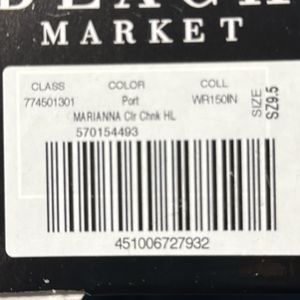 MARKET
CLASS COLOR COLL
774501301 Port WR150IN
MARIANNA Clr Chnk HL
570154493
SIZE
SZ9.5
451006727932